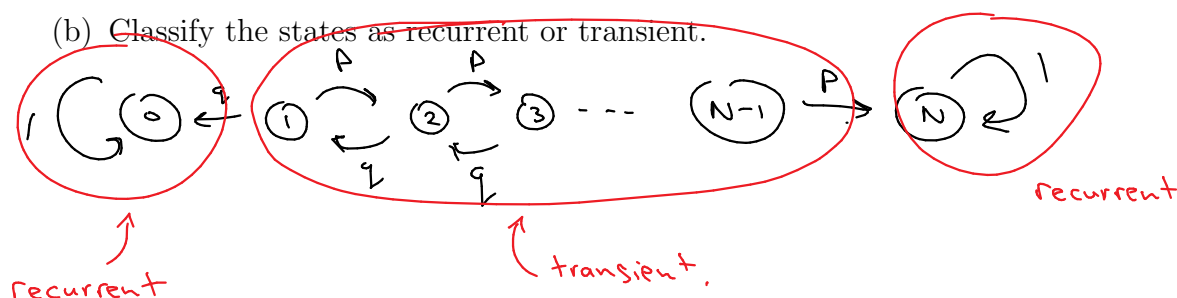 (b) Classify the states as recurrent or transient.
p p p 1
1 0 q 1 2 3 --- N-1 N
q q
recurrent
transient.
recurrent